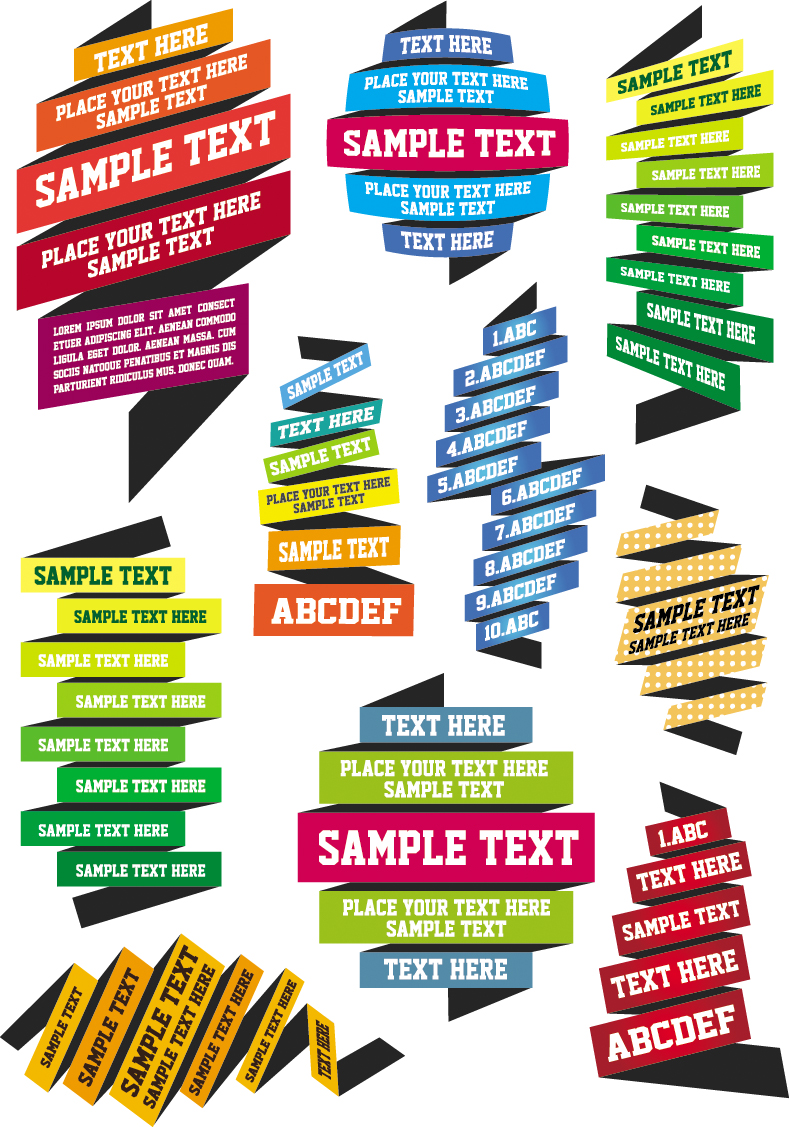 TEXT HERE
PLACE YOUR TEXT HERE
SAMPLE TEXT
SAMPLE TEXT
PLACE YOUR TEXT HERE
SAMPLE TEXT
LOREM IPSUM DOLOR SIT AMET CONSECT
ETUER ADIPISCING ELIT. AENEAN COMMODO
LIGULA EGET DOLOR. AENEAN MASSA. CUM
SOCIIS NATOQUE PENATIBUS ET MAGNIS DIS
PARTURIENT RIDICULUS MUS. DONEC QUAM.
TEXT HERE
PLACE YOUR TEXT HERE
SAMPLE TEXT
SAMPLE TEXT
PLACE YOUR TEXT HERE
SAMPLE TEXT
TEXT HERE
SAMPLE TEXT
SAMPLE TEXT HERE
SAMPLE TEXT HERE
SAMPLE TEXT HERE
SAMPLE TEXT HERE
SAMPLE TEXT HERE
SAMPLE TEXT HERE
SAMPLE TEXT HERE
SAMPLE TEXT HERE
SAMPLE TEXT
TEXT HERE
SAMPLE TEXT
PLACE YOUR TEXT HERE
SAMPLE TEXT
SAMPLE TEXT
ABCDEF
1.ABC
2.ABCDEF
3.ABCDEF
4.ABCDEF
5.ABCDEF
6.ABCDEF
7.ABCDEF
8.ABCDEF
9.ABCDEF
10.ABC
SAMPLE TEXT
SAMPLE TEXT HERE
SAMPLE TEXT
SAMPLE TEXT HERE
SAMPLE TEXT HERE
SAMPLE TEXT HERE
SAMPLE TEXT HERE
SAMPLE TEXT HERE
SAMPLE TEXT HERE
SAMPLE TEXT HERE
TEXT HERE
PLACE YOUR TEXT HERE
SAMPLE TEXT
SAMPLE TEXT
PLACE YOUR TEXT HERE
SAMPLE TEXT
TEXT HERE
1.ABC
TEXT HERE
SAMPLE TEXT
TEXT HERE
ABCDEF
SAMPLE TEXT
SAMPLE TEXT
SAMPLE TEXT
SAMPLE TEXT HERE
SAMPLE TEXT HERE
SAMPLE TEXT HERE
TEXT HERE